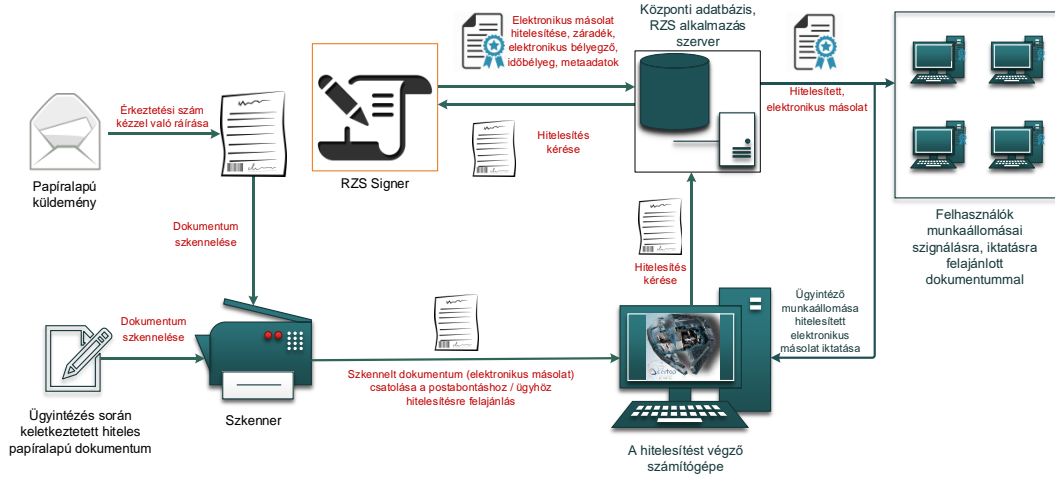 Elektronikus másolat
hitelesítése, záradék,
elektronikus bélyegző,
időbélyeg, metaadatok
Központi adatbázis,
RZS alkalmazás
szerver
Érkeztetési szám
kézzel való ráírása
Hitelesítés
kérése
Hitelesített,
elektronikus másolat
Papíralapú
küldemény
RZS Signer
Dokumentum
szkennelése
Hitelesítés
kérése
Felhasználók
munkaállomásai
szignálásra, iktatásra
felajánlott
dokumentummal
Dokumentum
szkennelése
Ügyintéző
munkaállomása
hitelesített
elektronikus
másolat iktatása
Szkennelt dokumentum (elektronikus másolat)
csatolása a postabontáshoz / ügyhöz
hitelesítésre felajánlás
Ügyintézés során
keletkeztetett hiteles
papíralapú dokumentum
Szkenner
A hitelesítést végző
számítógépe